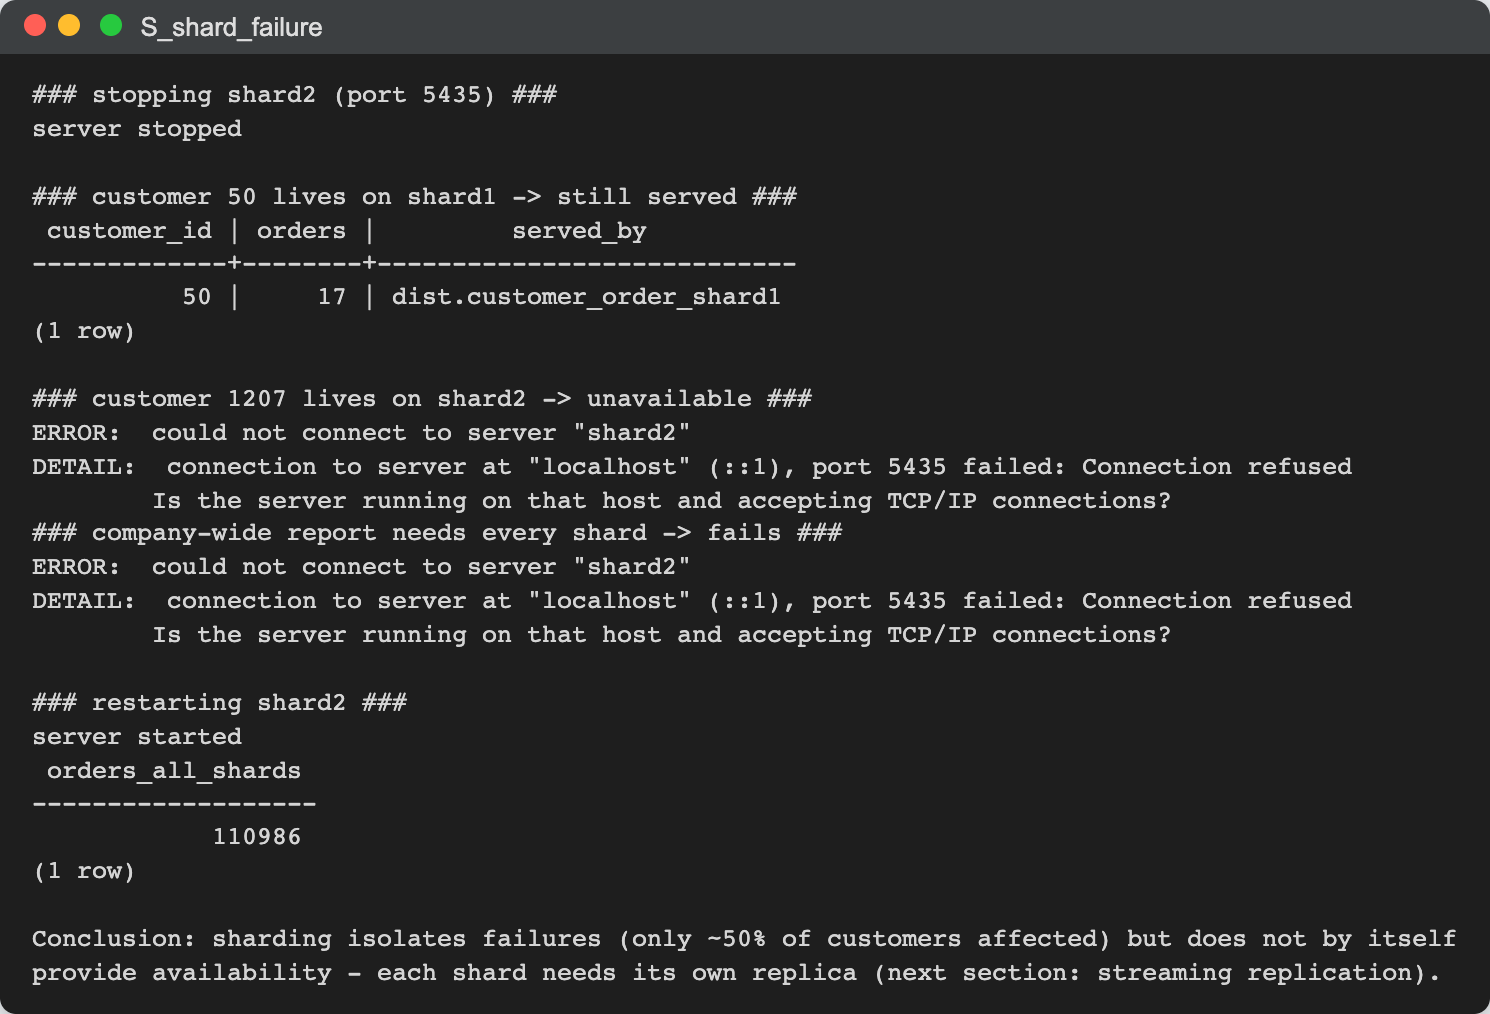 S_shard_failure
### stopping shard2 (port 5435) ###
server stopped
### customer 50 lives on shard1 -> still served ###
 customer_id | orders |         served_by
-------------+--------+----------------------------
          50 |     17 | dist.customer_order_shard1
(1 row)
### customer 1207 lives on shard2 -> unavailable ###
ERROR:  could not connect to server "shard2"
DETAIL:  connection to server at "localhost" (::1), port 5435 failed: Connection refused
        Is the server running on that host and accepting TCP/IP connections?
### company-wide report needs every shard -> fails ###
ERROR:  could not connect to server "shard2"
DETAIL:  connection to server at "localhost" (::1), port 5435 failed: Connection refused
        Is the server running on that host and accepting TCP/IP connections?
### restarting shard2 ###
server started
 orders_all_shards
-------------------
            110986
(1 row)
Conclusion: sharding isolates failures (only ~50% of customers affected) but does not by itself
provide availability - each shard needs its own replica (next section: streaming replication).